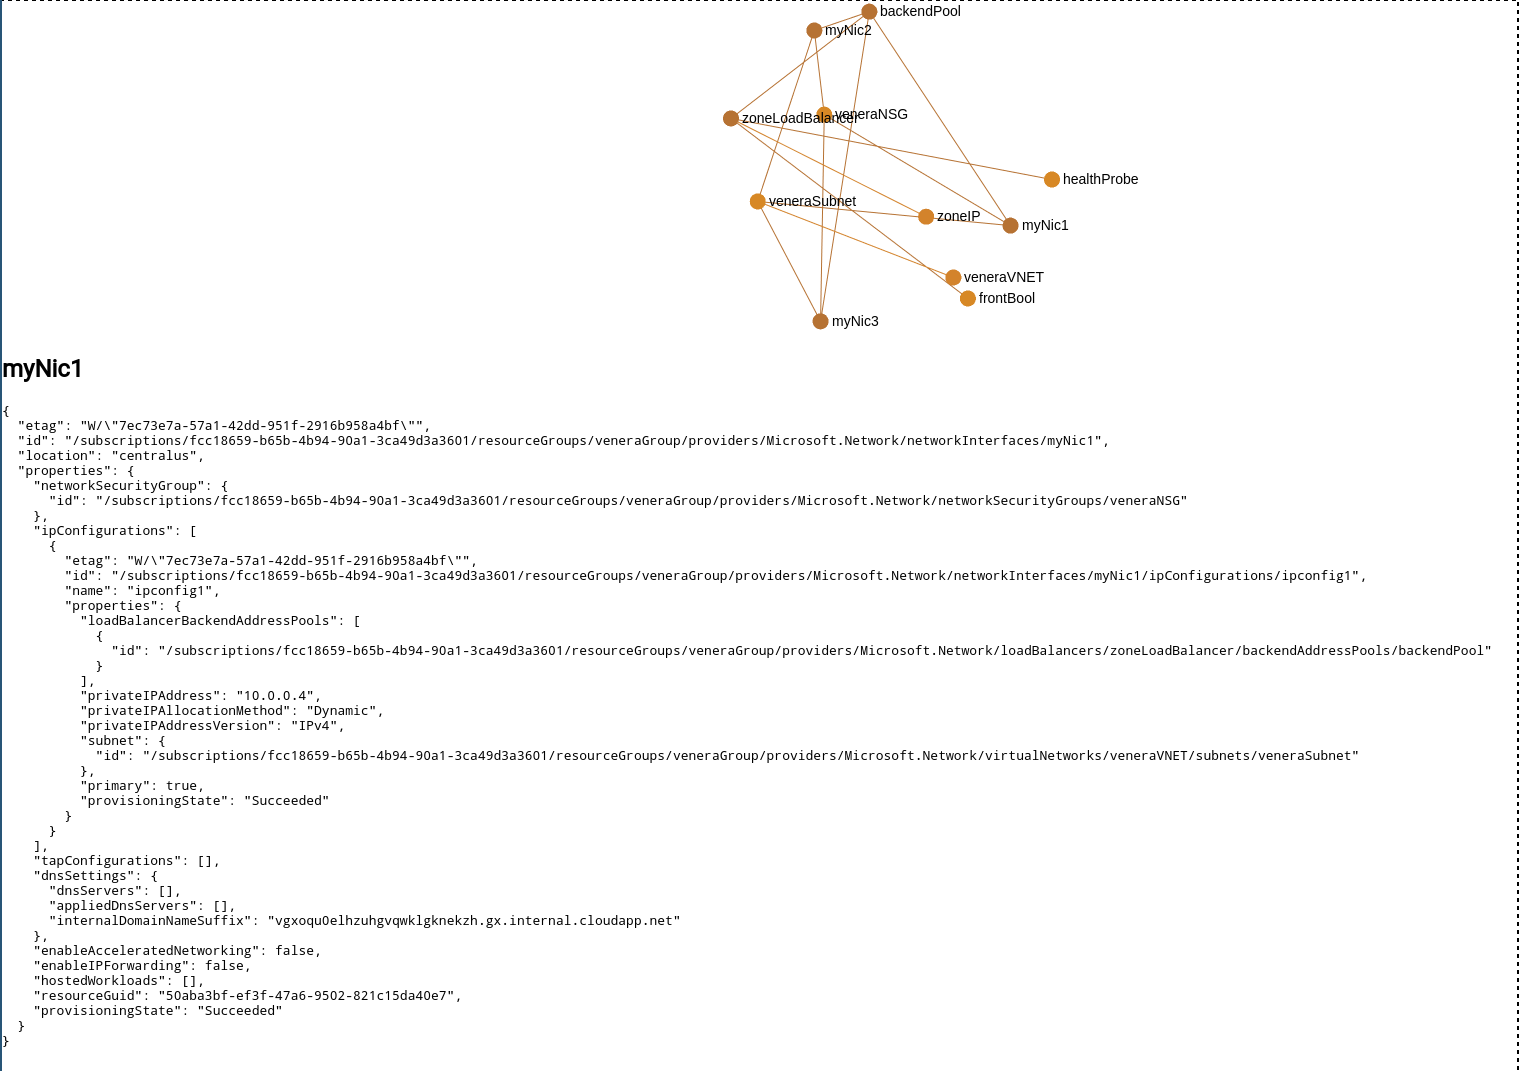 backendPool
myNic2
veneraNSG
zoneLoadBalancer
healthProbe
veneraSubnet
zoneIP
myNic1
veneraVNET
frontBool
myNic3
myNic1
{
  "etag": "W/\"7ec73e7a-57a1-42dd-951f-2916b958a4bf\"",
  "id": "/subscriptions/fcc18659-b65b-4b94-90a1-3ca49d3a3601/resourceGroups/veneraGroup/providers/Microsoft.Network/networkInterfaces/myNic1",
  "location": "centralus",
  "properties": {
    "networkSecurityGroup": {
      "id": "/subscriptions/fcc18659-b65b-4b94-90a1-3ca49d3a3601/resourceGroups/veneraGroup/providers/Microsoft.Network/networkSecurityGroups/veneraNSG"
    },
    "ipConfigurations": [
      {
        "etag": "W/\"7ec73e7a-57a1-42dd-951f-2916b958a4bf\"",
        "id": "/subscriptions/fcc18659-b65b-4b94-90a1-3ca49d3a3601/resourceGroups/veneraGroup/providers/Microsoft.Network/networkInterfaces/myNic1/ipConfigurations/ipconfig1",
        "name": "ipconfig1",
        "properties": {
          "loadBalancerBackendAddressPools": [
            {
              "id": "/subscriptions/fcc18659-b65b-4b94-90a1-3ca49d3a3601/resourceGroups/veneraGroup/providers/Microsoft.Network/loadBalancers/zoneLoadBalancer/backendAddressPools/backendPool"
            }
          ],
          "privateIPAddress": "10.0.0.4",
          "privateIPAllocationMethod": "Dynamic",
          "privateIPAddressVersion": "IPv4",
          "subnet": {
            "id": "/subscriptions/fcc18659-b65b-4b94-90a1-3ca49d3a3601/resourceGroups/veneraGroup/providers/Microsoft.Network/virtualNetworks/veneraVNET/subnets/veneraSubnet"
          },
          "primary": true,
          "provisioningState": "Succeeded"
        }
      }
    ],
    "tapConfigurations": [],
    "dnsSettings": {
      "dnsServers": [],
      "appliedDnsServers": [],
      "internalDomainNameSuffix": "vgxoqu0elhzuhgvqwklgknekzh.gx.internal.cloudapp.net"
    },
    "enableAcceleratedNetworking": false,
    "enableIPForwarding": false,
    "hostedWorkloads": [],
    "resourceGuid": "50aba3bf-ef3f-47a6-9502-821c15da40e7",
    "provisioningState": "Succeeded"
  }
}